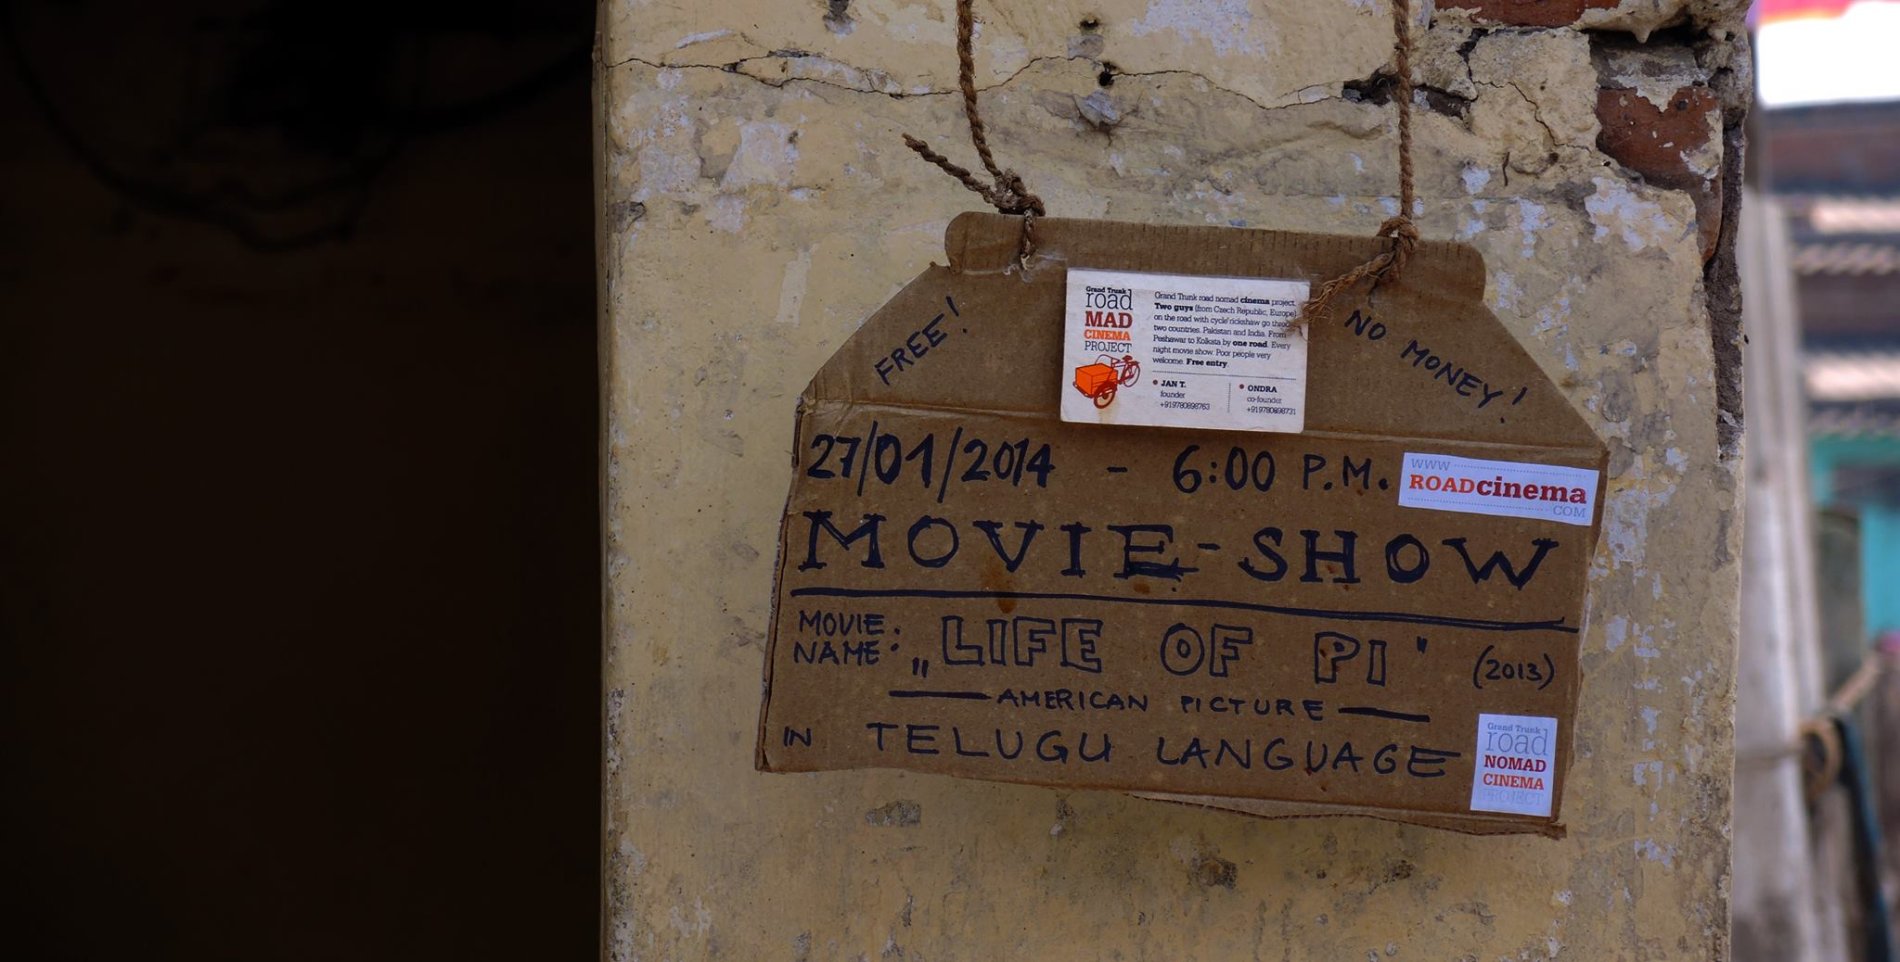 FREE!
NO MONEY!
Grand Trunk
road
MAD
CINEMA
PROJECT
Grand Trunk road nomad cinema project.
Two guys (from Czech Republic, Europe)
on the road with cycle rickshaw go through
two countries. Pakistan and India. From
Peshawar to Kolkata by one road. Every
night movie show. Poor people very
welcome. Free entry.
JAN T.
founder
+919780898763
ONDRA
co-founder
+919780898731
27/01/2014 - 6:00 P.M.
WWW
ROADcinema
COM
MOVIE-SHOW
MOVIE NAME: „LIFE OF PI" (2013)
AMERICAN PICTURE
IN TELUGU LANGUAGE
Grand Trunk
road
NOMAD
CINEMA
PROJECT